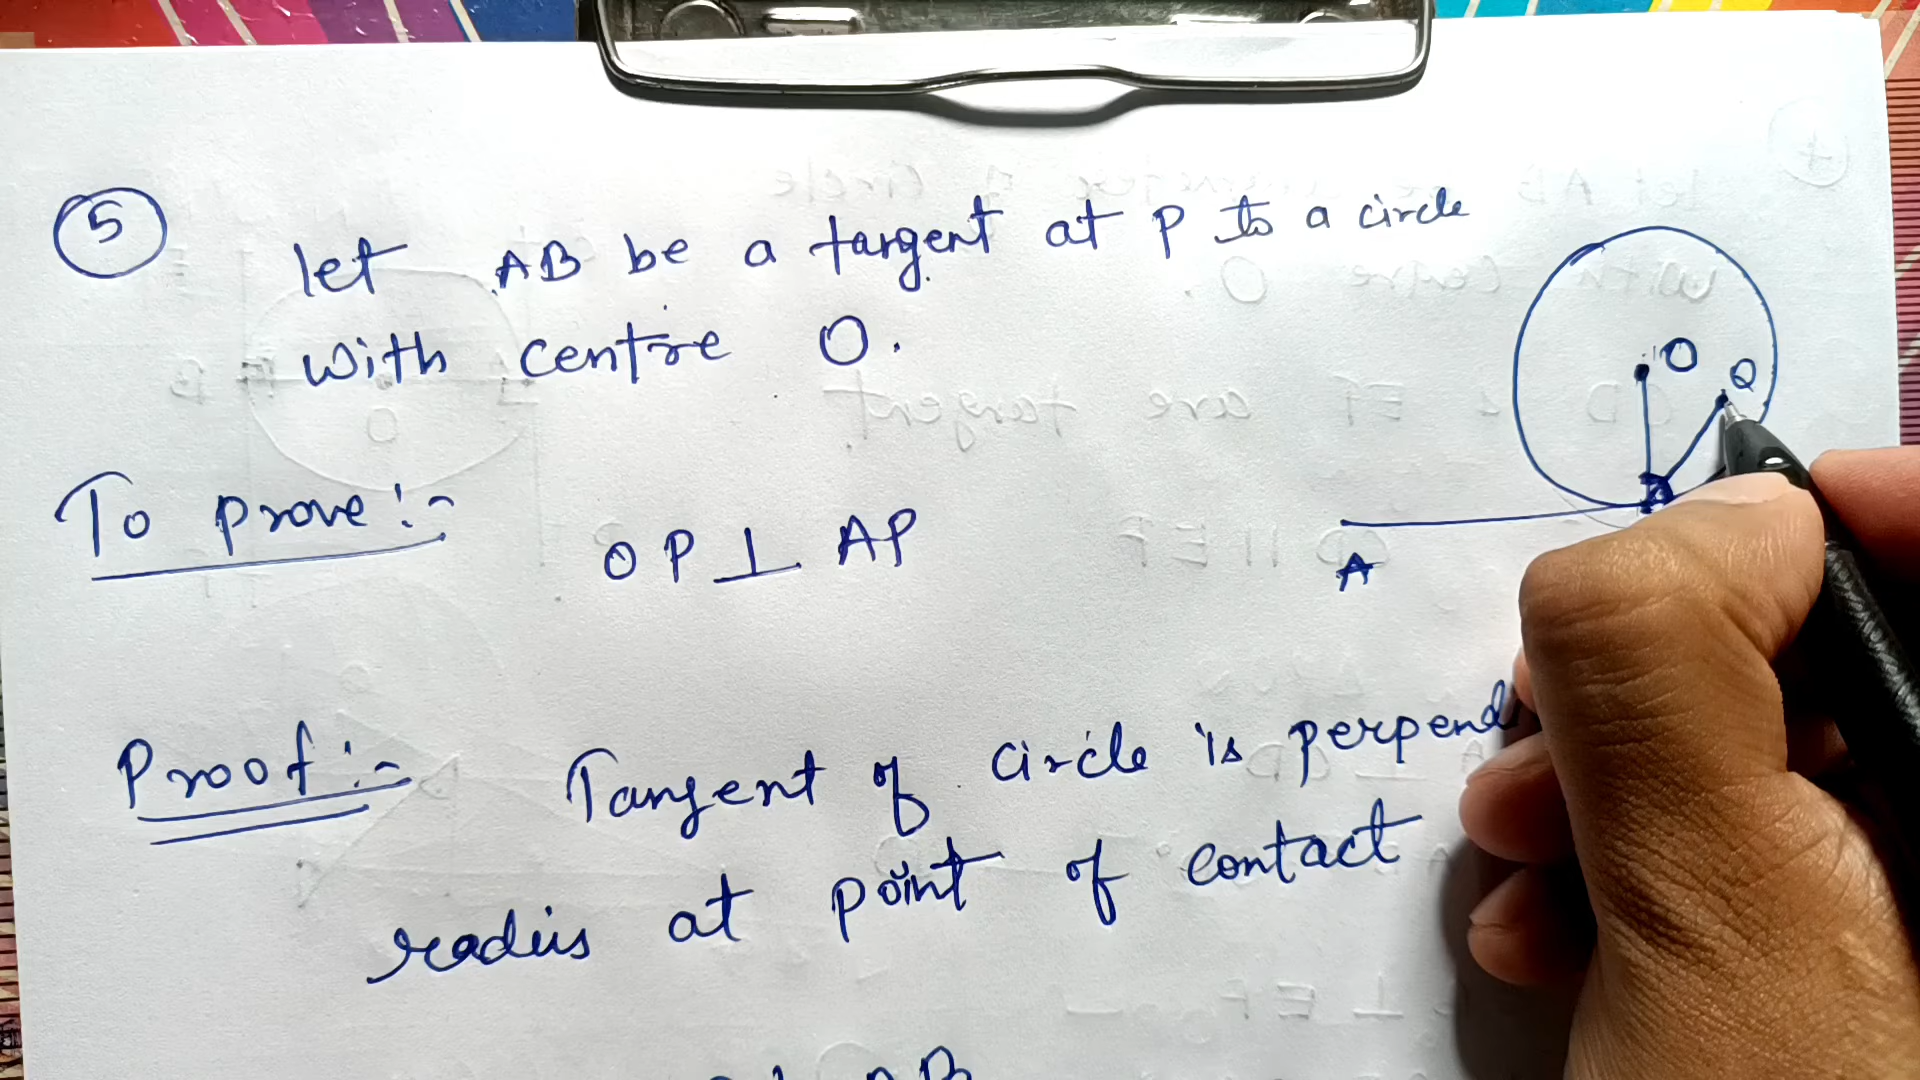 5
let AB be a tangent at P to a circle
with centre O.
O
Q
A
To prove :-
OP ⊥ AP
Proof :- Tangent of circle is perpend
radius at point of contact
AB